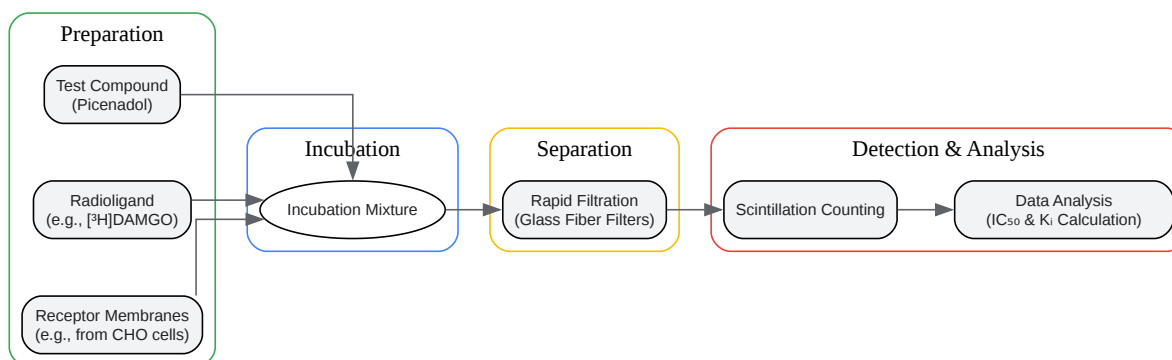 Preparation
Test Compound
(Picenadol)
Radioligand
(e.g., [³H]DAMGO)
Receptor Membranes
(e.g., from CHO cells)
Incubation
Incubation Mixture
Separation
Rapid Filtration
(Glass Fiber Filters)
Detection & Analysis
Scintillation Counting
Data Analysis
(IC₅₀ & Kᵢ Calculation)